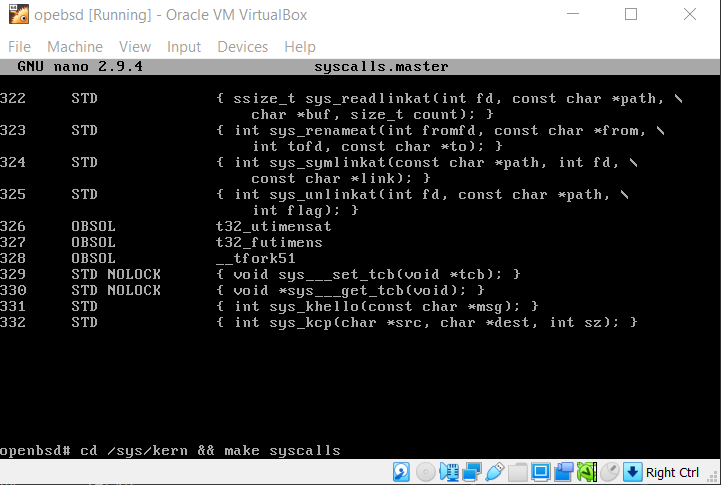 opebsd [Running] - Oracle VM VirtualBox
File Machine View Input Devices Help
GNU nano 2.9.4 syscalls.master
322 STD { ssize_t sys_readlinkat(int fd, const char *path, \
char *buf, size_t count); }
323 STD { int sys_renameat(int fromfd, const char *from, \
int tofd, const char *to); }
324 STD { int sys_symlinkat(const char *path, int fd, \
const char *link); }
325 STD { int sys_unlinkat(int fd, const char *path, \
int flag); }
326 OBSOL t32_utimensat
327 OBSOL t32_futimens
328 OBSOL __tfork51
329 STD NOLOCK { void sys___set_tcb(void *tcb); }
330 STD NOLOCK { void *sys___get_tcb(void); }
331 STD { int sys_khello(const char *msg); }
332 STD { int sys_kcp(char *src, char *dest, int sz); }
openbsd# cd /sys/kern && make syscalls
Right Ctrl